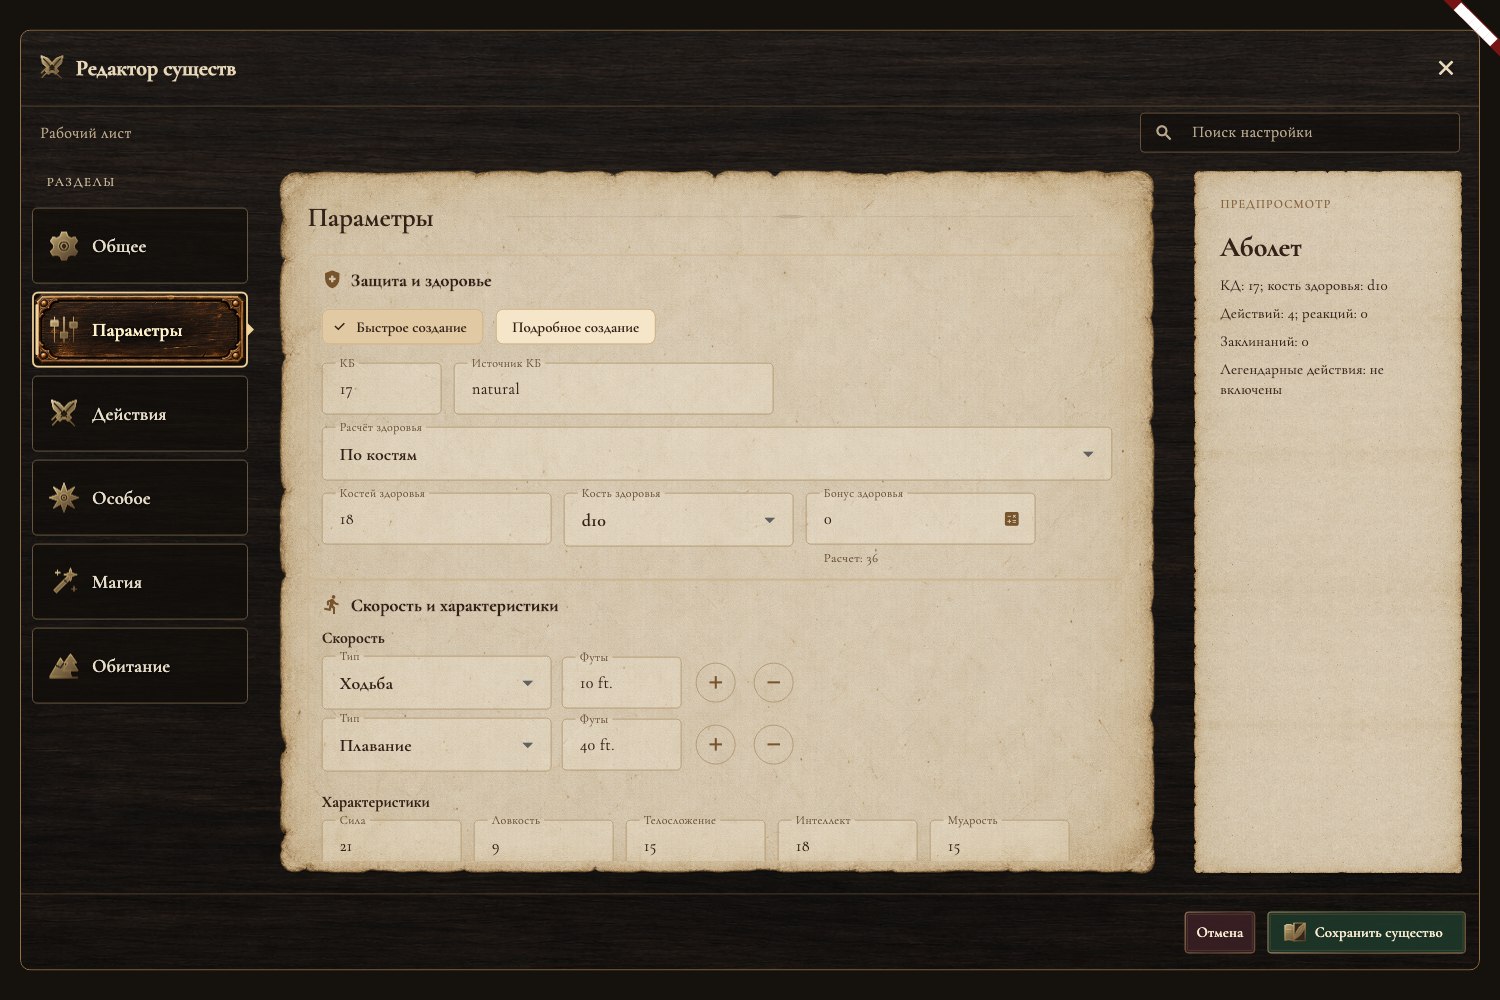 Редактор существ
Рабочий лист
Поиск настройки
РАЗДЕЛЫ
Общее
Параметры
Действия
Особое
Магия
Обитание
Параметры
Защита и здоровье
Быстрое создание
Подробное создание
КБ
17
Источник КБ
natural
Расчёт здоровья
По костям
Костей здоровья
18
Кость здоровья
d10
Бонус здоровья
0
Расчет: 36
Скорость и характеристики
Скорость
Тип
Ходьба
Футы
10 ft.
Тип
Плавание
Футы
40 ft.
Характеристики
Сила
21
Ловкость
9
Телосложение
15
Интеллект
18
Мудрость
15
ПРЕДПРОСМОТР
Аболет
КД: 17; кость здоровья: d10
Действий: 4; реакций: 0
Заклинаний: 0
Легендарные действия: не
включены
Отмена
Сохранить существо